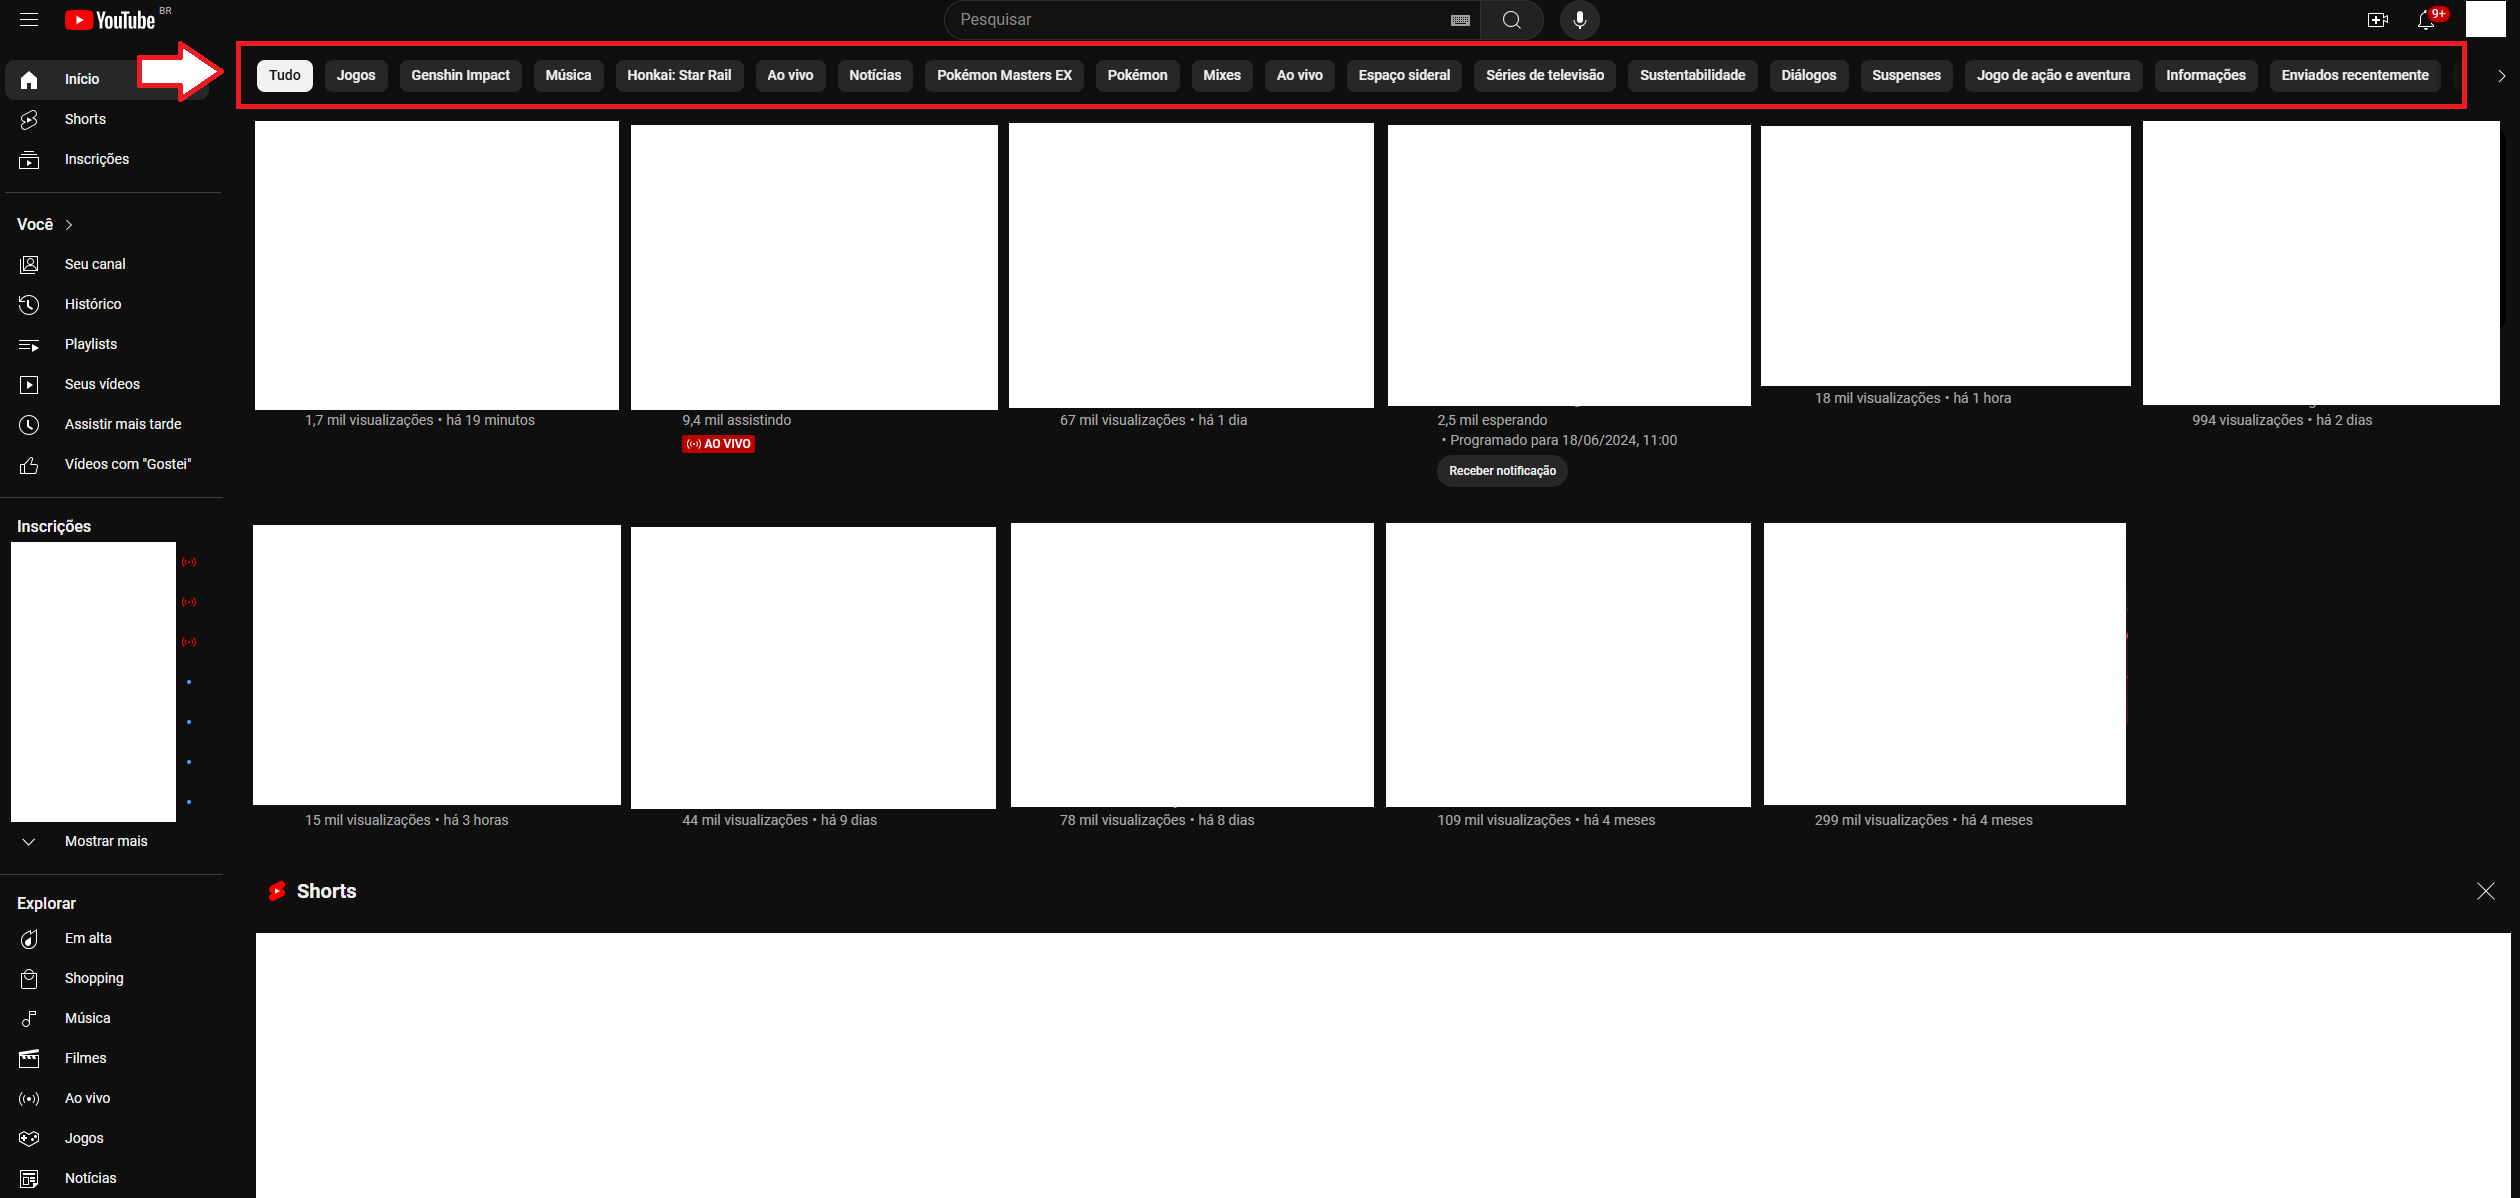 YouTube BR
Pesquisar
9+
Início
Shorts
Inscrições
Você
Seu canal
Histórico
Playlists
Seus vídeos
Assistir mais tarde
Vídeos com "Gostei"
Inscrições
Mostrar mais
Explorar
Em alta
Shopping
Música
Filmes
Ao vivo
Jogos
Notícias
Tudo Jogos Genshin Impact Música Honkai: Star Rail Ao vivo Notícias Pokémon Masters EX Pokémon Mixes Ao vivo Espaço sideral Séries de televisão Sustentabilidade Diálogos Suspenses Jogo de ação e aventura Informações Enviados recentemente
1,7 mil visualizações • há 19 minutos
9,4 mil assistindo
AO VIVO
67 mil visualizações • há 1 dia
2,5 mil esperando
• Programado para 18/06/2024, 11:00
Receber notificação
18 mil visualizações • há 1 hora
994 visualizações • há 2 dias
15 mil visualizações • há 3 horas
44 mil visualizações • há 9 dias
78 mil visualizações • há 8 dias
109 mil visualizações • há 4 meses
299 mil visualizações • há 4 meses
Shorts